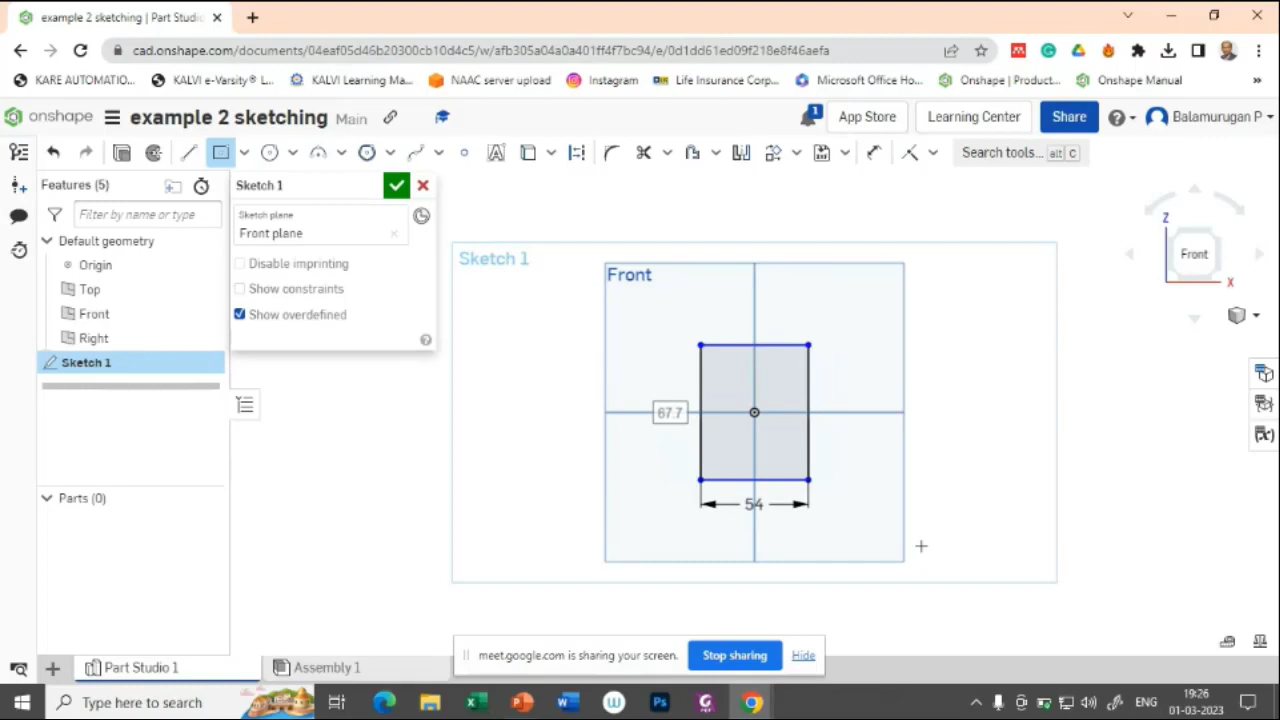 example 2 sketching | Part Studio
cad.onshape.com/documents/04eaf05d46b20300cb10d4c5/w/afb305a04a0a401ff4f7bc94/e/0d1dd61ed09f218e8f46aefa
KARE AUTOMATIO...
KALVI e-Varsity® L...
KALVI Learning Ma...
NAAC server upload
Instagram
Life Insurance Corp...
Microsoft Office Ho...
Onshape | Product...
Onshape Manual
onshape
example 2 sketching Main
1
App Store
Learning Center
Share
Balamurugan P
Search tools... alt C
Features (5)
Filter by name or type
Default geometry
Origin
Top
Front
Right
Sketch 1
Parts (0)
Sketch 1
Sketch plane
Front plane
Disable imprinting
Show constraints
Show overdefined
Sketch 1
Front
67.7
54
Z
Front
X
Part Studio 1
Assembly 1
meet.google.com is sharing your screen.
Stop sharing
Hide
Type here to search
ENG
19:26
01-03-2023